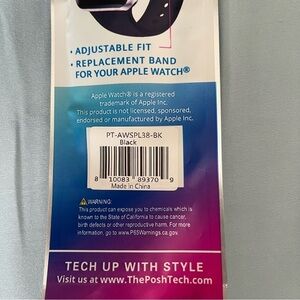 • ADJUSTABLE FIT
• REPLACEMENT BAND
FOR YOUR APPLE WATCH®
Apple Watch® is a registered
trademark of Apple Inc.
This product is not licensed, sponsored,
endorsed or manufactured by Apple Inc.
PT-AWSPL38-BK
Black
8 10083 89370 9
Made in China
⚠WARNING:
This product can expose you to chemicals which is
known to the State of California to cause cancer,
birth defects or other reproductive harm. For more
information, go to www.P65Warnings.ca.gov.
TECH UP WITH STYLE
Visit us at www.ThePoshTech.com